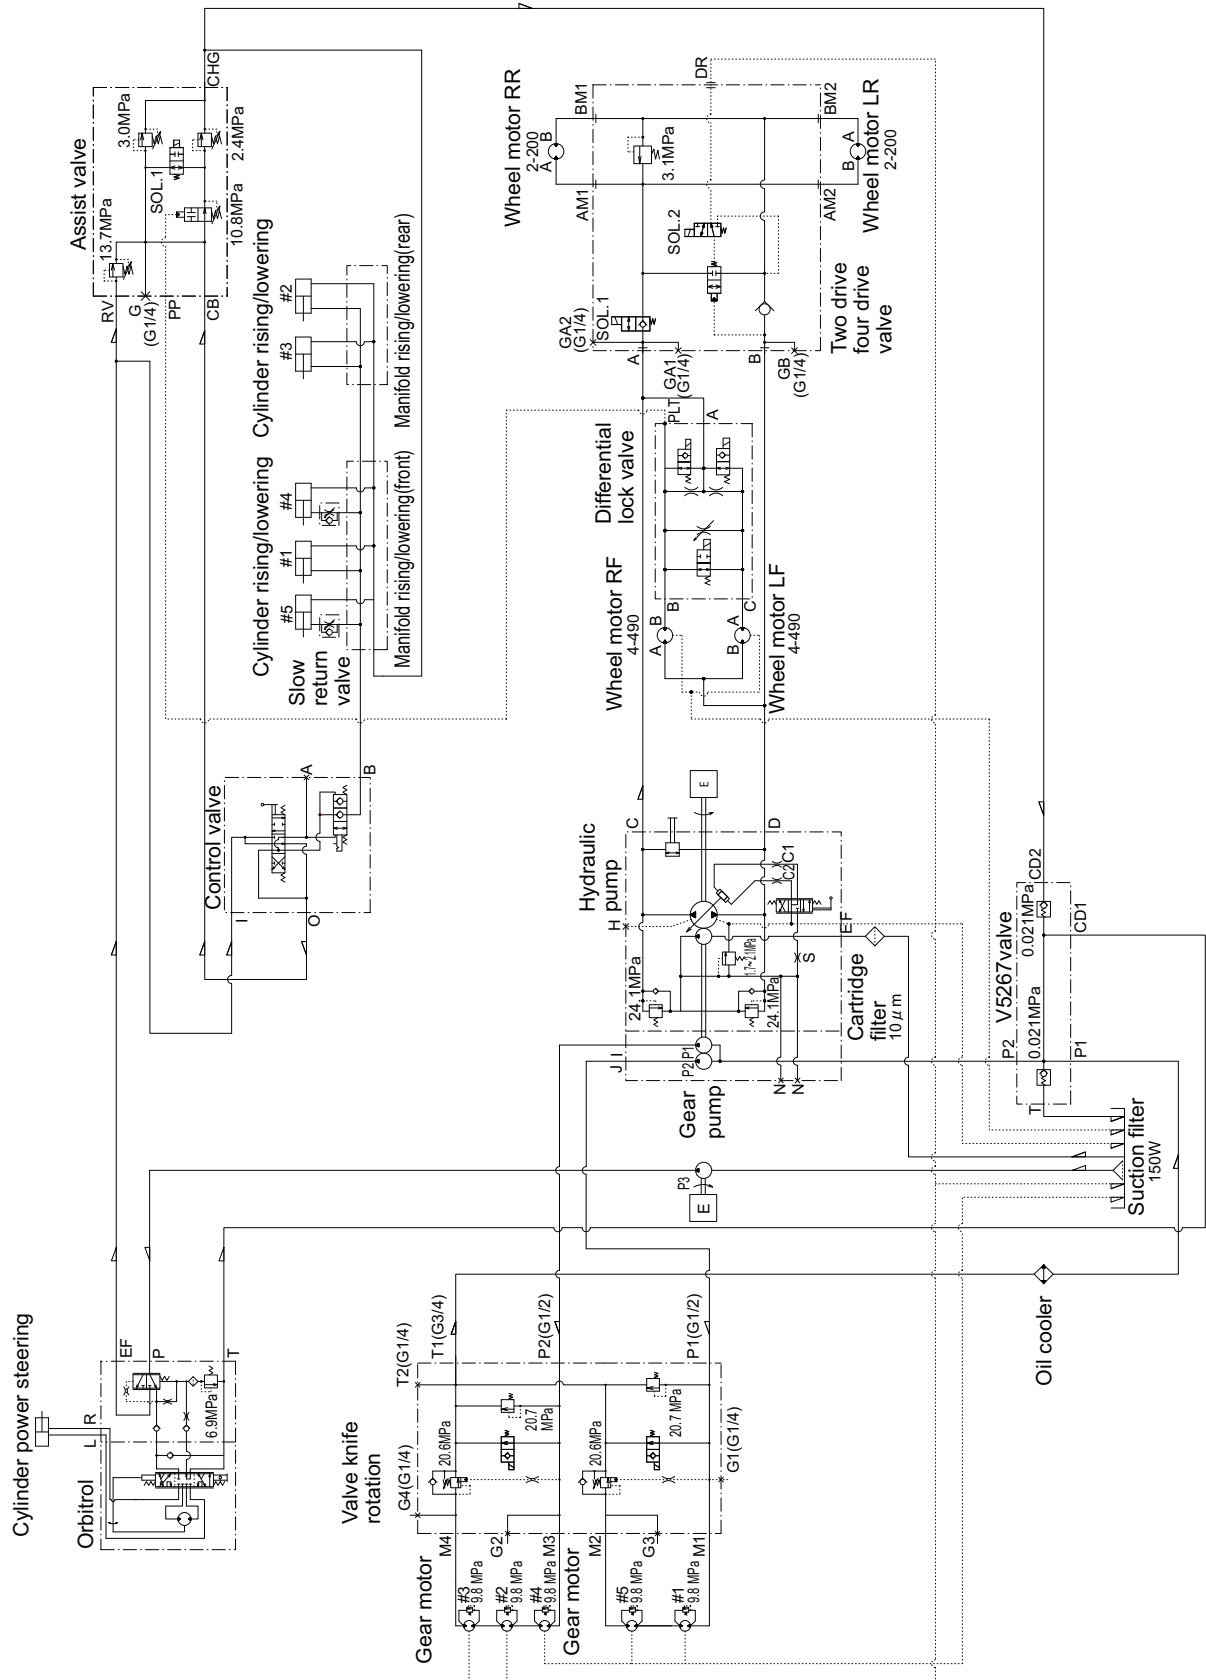 Assist valve
RV
G
(G1/4)
PP
CB
CHG
13.7MPa
3.0MPa
SOL.1
10.8MPa
2.4MPa
Cylinder rising/lowering
#2
#3
Manifold rising/lowering(rear)
Cylinder rising/lowering
#4
#1
#5
Manifold rising/lowering(front)
Slow
return
valve
Control valve
I
O
A
B
Wheel motor RR
2-200
A
B
BM1
AM1
DR
BM2
AM2
Wheel motor LR
2-200
A
B
3.1MPa
SOL.2
SOL.1
GA2
(G1/4)
A
GA1
(G1/4)
B
GB
(G1/4)
Two drive
four drive
valve
Differential
lock valve
PLT
A
B
C
Wheel motor RF
4-490
A
B
B
A
Wheel motor LF
4-490
Hydraulic
pump
C
D
E
H
C2
C1
EF
S
1.7~2.1MPa
24.1MPa
24.1MPa
Cartridge
filter
10μm
J
I
P2
P1
N
N
Gear
pump
V5267valve
0.021MPa
0.021MPa
CD2
CD1
P2
P1
T
Suction filter
150W
P3
E
Oil cooler
Cylinder power steering
Orbitrol
L
R
EF
P
T
6.9MPa
Valve knife
rotation
T2(G1/4)
T1(G3/4)
P2(G1/2)
P1(G1/2)
G4(G1/4)
G1(G1/4)
20.6MPa
20.7
MPa
20.6MPa
20.7 MPa
M4
G2
M3
M2
G3
M1
Gear motor
#3
9.8 MPa
#2
9.8 MPa
#4
9.8 MPa
Gear motor
#5
9.8 MPa
#1
9.8 MPa